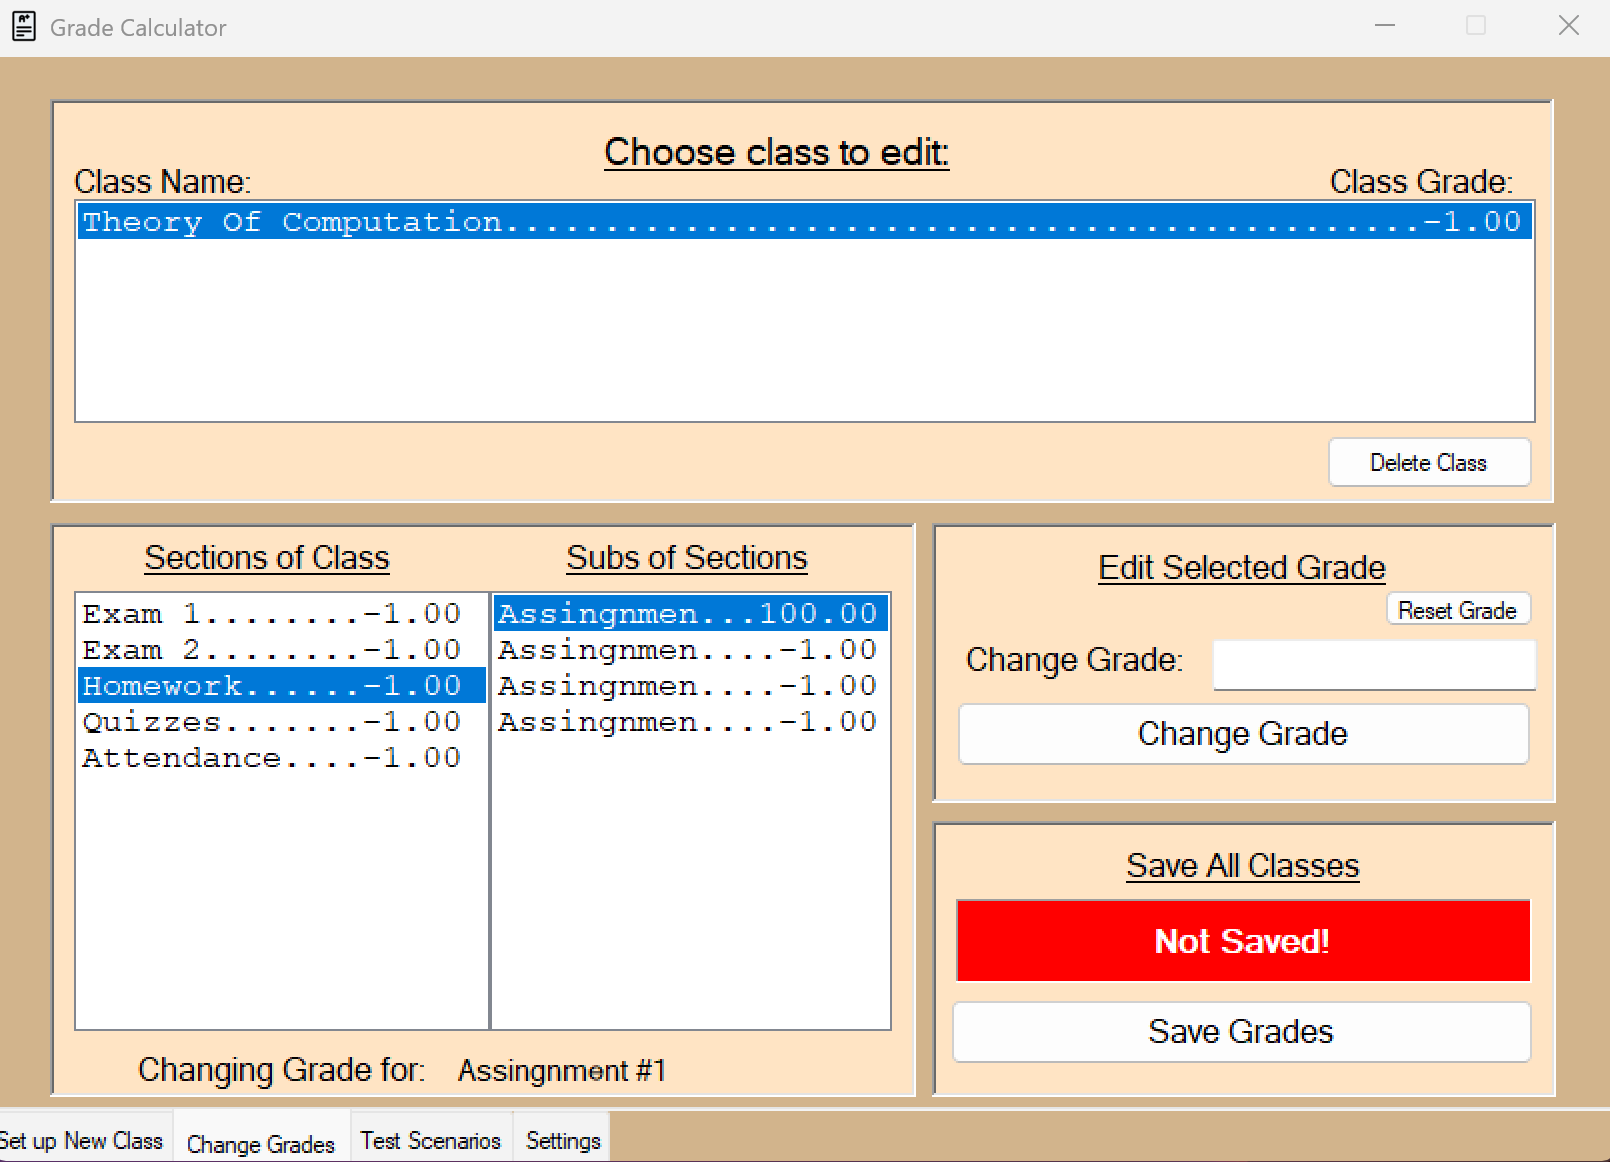 Grade Calculator
Choose class to edit:
Class Name:
Class Grade:
Theory Of Computation..............................................-1.00
Delete Class
Sections of Class
Subs of Sections
Exam 1........-1.00
Exam 2........-1.00
Homework......-1.00
Quizzes.......-1.00
Attendance....-1.00
Assingnmen...100.00
Assingnmen....-1.00
Assingnmen....-1.00
Assingnmen....-1.00
Changing Grade for: Assingnment #1
Edit Selected Grade
Reset Grade
Change Grade:
Change Grade
Save All Classes
Not Saved!
Save Grades
Set up New Class
Change Grades
Test Scenarios
Settings